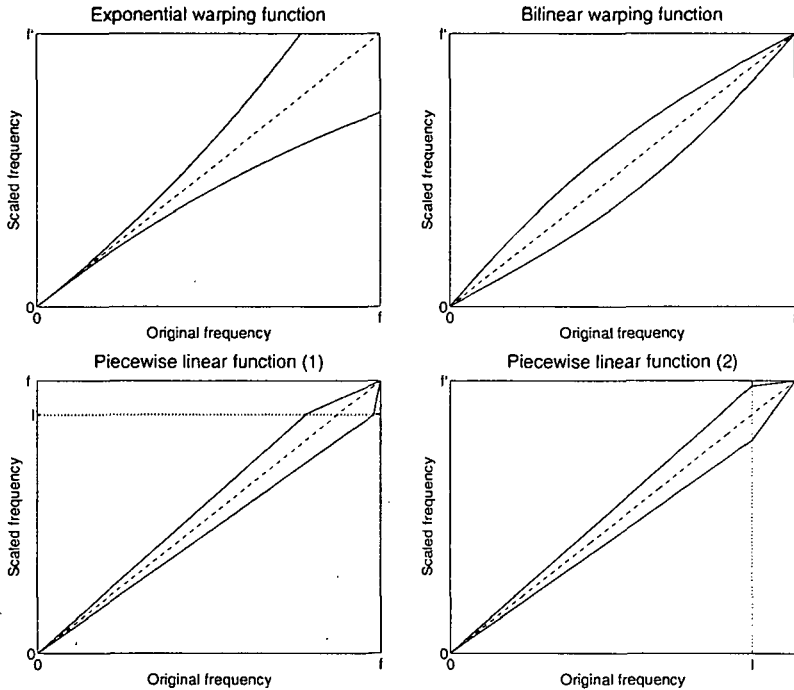 Exponential warping function
f'
Scaled frequency
0
0
Original frequency
f
Bilinear warping function
f'
Scaled frequency
0
0
Original frequency
Piecewise linear function (1)
f
l
Scaled frequency
0
0
Original frequency
f
Piecewise linear function (2)
f'
Scaled frequency
0
0
Original frequency
l